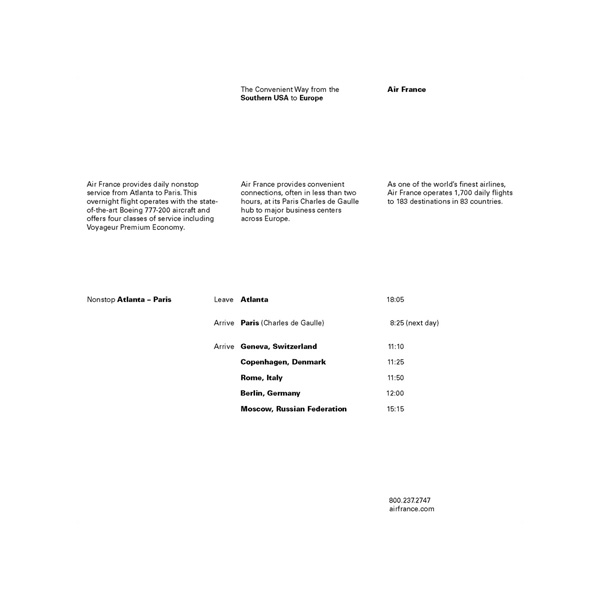 The Convenient Way from the
Southern USA to Europe
Air France
Air France provides daily nonstop
service from Atlanta to Paris. This
overnight flight operates with the state-
of-the-art Boeing 777-200 aircraft and
offers four classes of service including
Voyageur Premium Economy.
Air France provides convenient
connections, often in less than two
hours, at its Paris Charles de Gaulle
hub to major business centers
across Europe.
As one of the world's finest airlines,
Air France operates 1,700 daily flights
to 183 destinations in 83 countries.
Nonstop Atlanta – Paris
Leave Atlanta 18:05
Arrive Paris (Charles de Gaulle) 8:25 (next day)
Arrive Geneva, Switzerland 11:10
Copenhagen, Denmark 11:25
Rome, Italy 11:50
Berlin, Germany 12:00
Moscow, Russian Federation 15:15
800.237.2747
airfrance.com